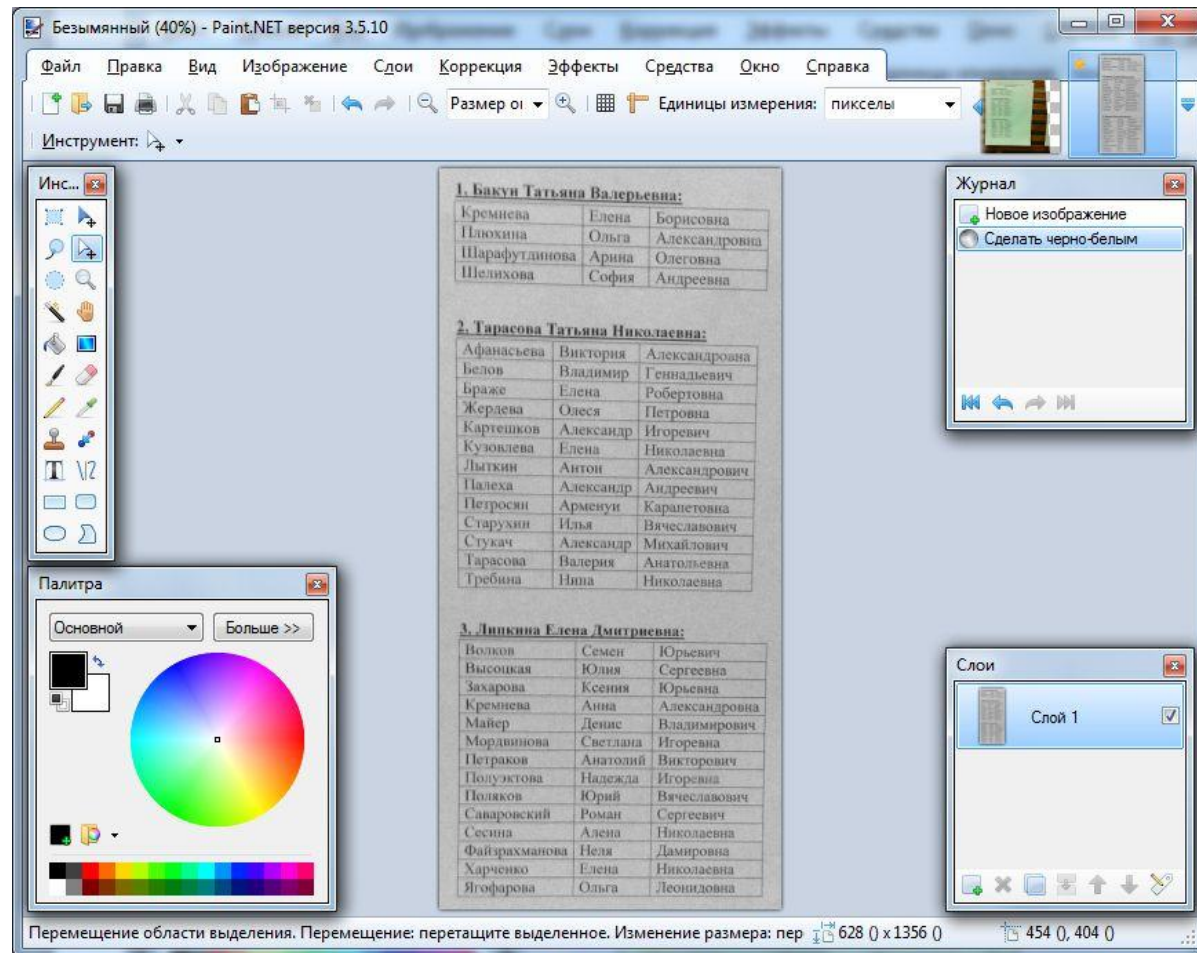 Безымянный (40%) - Paint.NET версия 3.5.10
Файл Правка Вид Изображение Слои Коррекция Эффекты Средства Окно Справка
Размер ог Единицы измерения: пикселы
Инструмент:
Инс...
Журнал
Новое изображение
Сделать черно-белым
1. Бакун Татьяна Валерьевна:
Кремнева Елена Борисовна
Плюхина Ольга Александровна
Шарафутдинова Арина Олеговна
Шелихова София Андреевна
2. Тарасова Татьяна Николаевна:
Афанасьева Виктория Александровна
Белов Владимир Геннадьевич
Браже Елена Робертовна
Жердева Олеся Петровна
Картешков Александр Игоревич
Кузовлева Елена Николаевна
Лыткин Антон Александрович
Палеха Александр Андреевич
Петросян Арменуи Карапетовна
Старухин Илья Вячеславович
Стукач Александр Михайлович
Тарасова Валерия Анатольевна
Требина Нина Николаевна
3. Липкина Елена Дмитриевна:
Волков Семен Юрьевич
Высоцкая Юлия Сергеевна
Захарова Ксения Юрьевна
Кремнева Анна Александровна
Майер Денис Владимирович
Мордвинова Светлана Игоревна
Петраков Анатолий Викторович
Полуэктова Надежда Игоревна
Поляков Юрий Вячеславович
Саваровский Роман Сергеевич
Сесина Алена Николаевна
Файзрахманова Неля Дамировна
Харченко Елена Николаевна
Ягофарова Ольга Леонидовна
Палитра
Основной Больше >>
Слои
Слой 1
Перемещение области выделения. Перемещение: перетащите выделенное. Изменение размера: пер 628 () x 1356 () 454 (), 404 ()